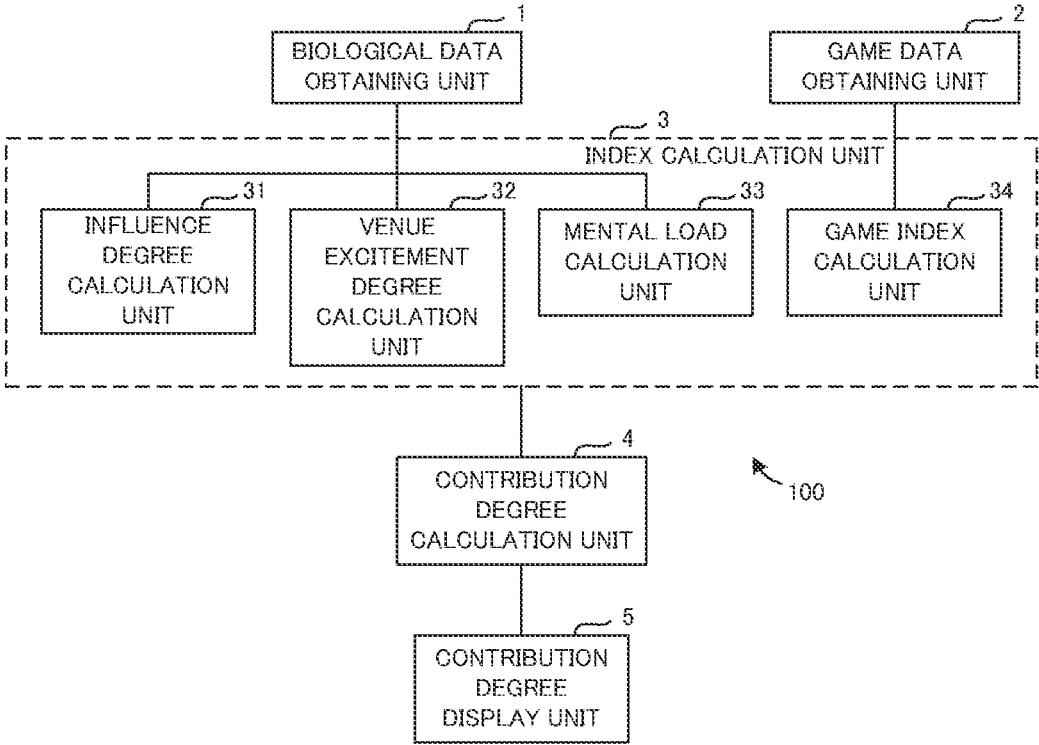 1
BIOLOGICAL DATA
OBTAINING UNIT
2
GAME DATA
OBTAINING UNIT
3
INDEX CALCULATION UNIT
31
INFLUENCE
DEGREE
CALCULATION
UNIT
32
VENUE
EXCITEMENT
DEGREE
CALCULATION
UNIT
33
MENTAL LOAD
CALCULATION
UNIT
34
GAME INDEX
CALCULATION
UNIT
4
CONTRIBUTION
DEGREE
CALCULATION UNIT
100
5
CONTRIBUTION
DEGREE
DISPLAY UNIT